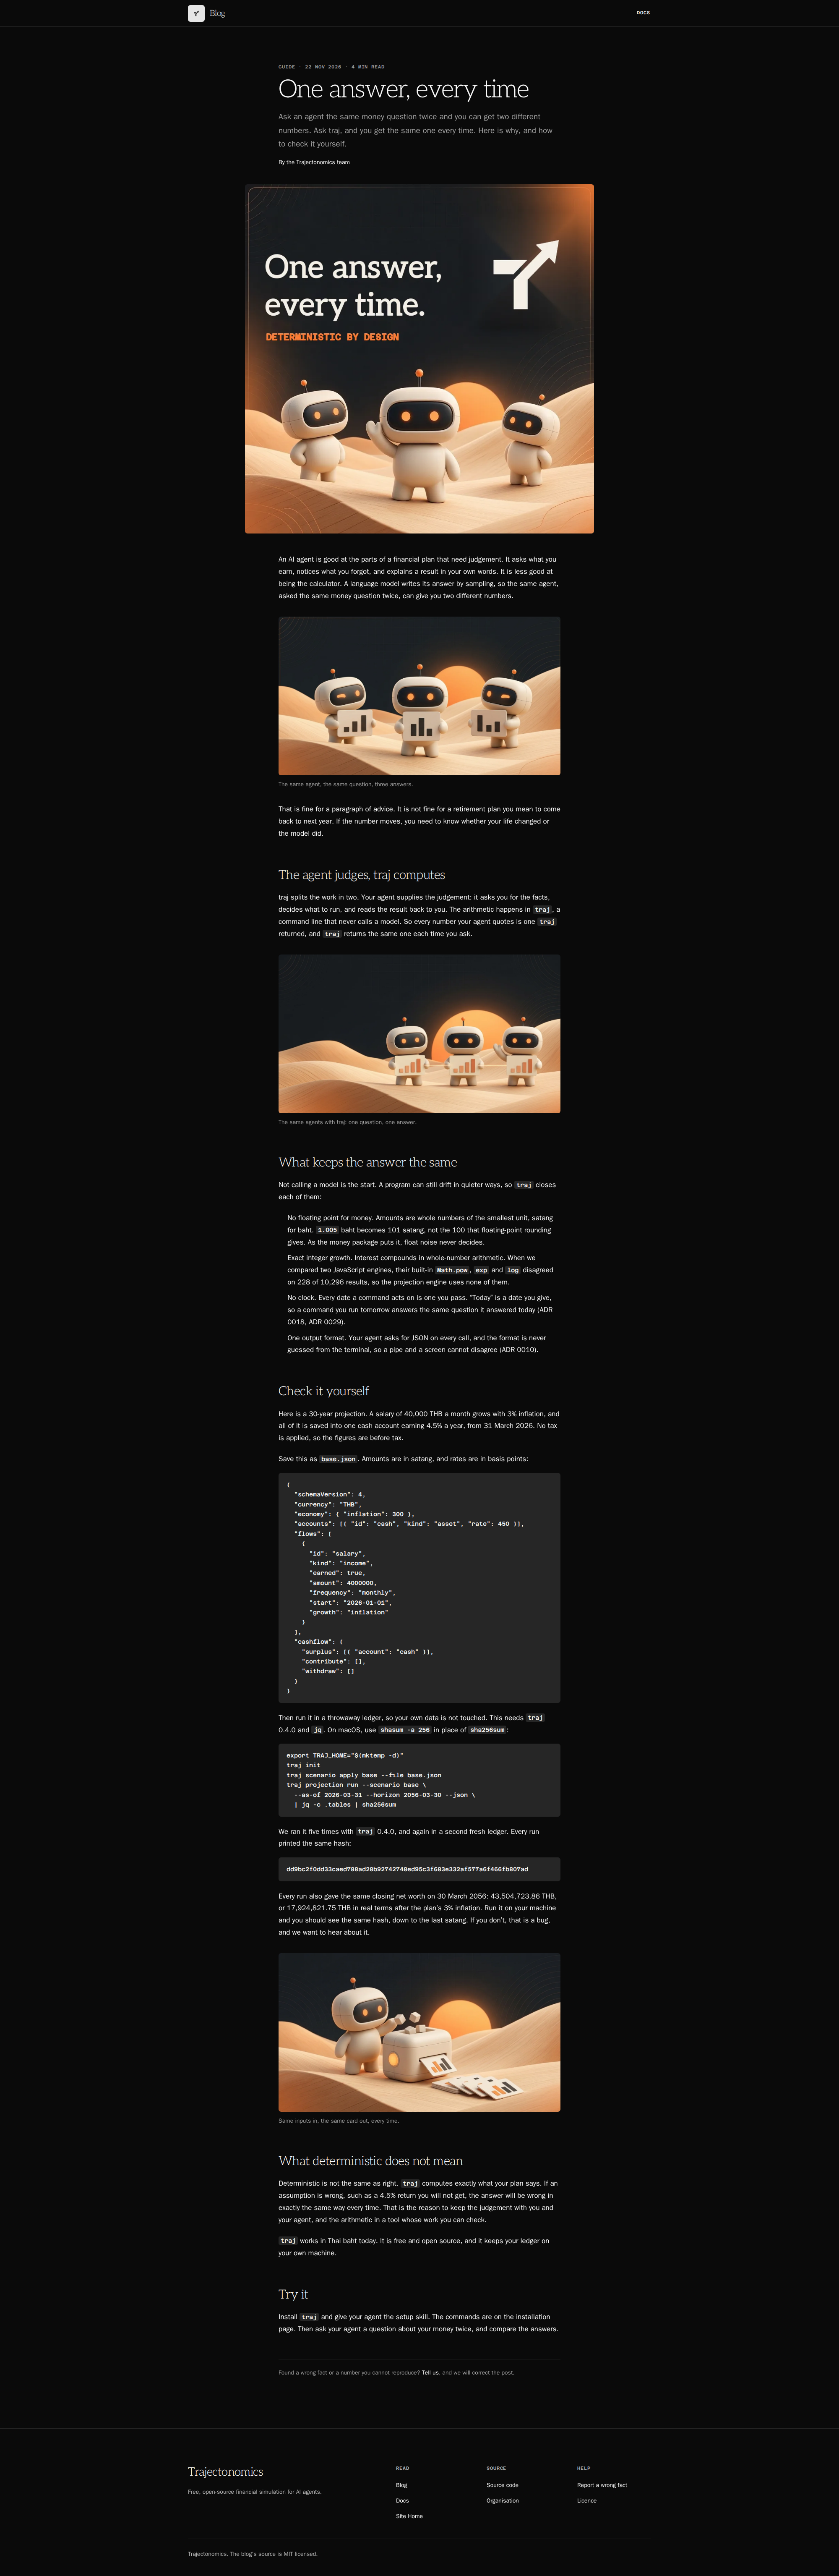 Blog
DOCS
GUIDE · 22 NOV 2026 · 4 MIN READ
One answer, every time
Ask an agent the same money question twice and you can get two different
numbers. Ask traj, and you get the same one every time. Here is why, and how
to check it yourself.
By the Trajectonomics team
One answer,
every time.
DETERMINISTIC BY DESIGN
An AI agent is good at the parts of a financial plan that need judgement. It asks what you
earn, notices what you forgot, and explains a result in your own words. It is less good at
being the calculator. A language model writes its answer by sampling, so the same agent,
asked the same money question twice, can give you two different numbers.
The same agent, the same question, three answers.
That is fine for a paragraph of advice. It is not fine for a retirement plan you mean to come
back to next year. If the number moves, you need to know whether your life changed or
the model did.
The agent judges, traj computes
traj splits the work in two. Your agent supplies the judgement: it asks you for the facts,
decides what to run, and reads the result back to you. The arithmetic happens in traj, a
command line that never calls a model. So every number your agent quotes is one traj
returned, and traj returns the same one each time you ask.
The same agents with traj: one question, one answer.
What keeps the answer the same
Not calling a model is the start. A program can still drift in quieter ways, so traj closes
each of them:
No floating point for money. Amounts are whole numbers of the smallest unit, satang
for baht. 1.005 baht becomes 101 satang, not the 100 that floating-point rounding
gives. As the money package puts it, float noise never decides.
Exact integer growth. Interest compounds in whole-number arithmetic. When we
compared two JavaScript engines, their built-in Math.pow, exp and log disagreed
on 228 of 10,296 results, so the projection engine uses none of them.
No clock. Every date a command acts on is one you pass. “Today” is a date you give,
so a command you run tomorrow answers the same question it answered today (ADR
0018, ADR 0029).
One output format. Your agent asks for JSON on every call, and the format is never
guessed from the terminal, so a pipe and a screen cannot disagree (ADR 0010).
Check it yourself
Here is a 30-year projection. A salary of 40,000 THB a month grows with 3% inflation, and
all of it is saved into one cash account earning 4.5% a year, from 31 March 2026. No tax
is applied, so the figures are before tax.
Save this as base.json. Amounts are in satang, and rates are in basis points:
{
"schemaVersion": 4,
"currency": "THB",
"economy": { "inflation": 300 },
"accounts": [{ "id": "cash", "kind": "asset", "rate": 450 }],
"flows": [
{
"id": "salary",
"kind": "income",
"earned": true,
"amount": 4000000,
"frequency": "monthly",
"start": "2026-01-01",
"growth": "inflation"
}
],
"cashflow": {
"surplus": [{ "account": "cash" }],
"contribute": [],
"withdraw": []
}
}
Then run it in a throwaway ledger, so your own data is not touched. This needs traj
0.4.0 and jq. On macOS, use shasum -a 256 in place of sha256sum:
export TRAJ_HOME="$(mktemp -d)"
traj init
traj scenario apply base --file base.json
traj projection run --scenario base \
--as-of 2026-03-31 --horizon 2056-03-30 --json \
| jq -c .tables | sha256sum
We ran it five times with traj 0.4.0, and again in a second fresh ledger. Every run
printed the same hash:
dd9bc2f0dd33caed788ad28b92742748ed95c3f683e332af577a6f466fb807ad
Every run also gave the same closing net worth on 30 March 2056: 43,504,723.86 THB,
or 17,924,821.75 THB in real terms after the plan’s 3% inflation. Run it on your machine
and you should see the same hash, down to the last satang. If you don’t, that is a bug,
and we want to hear about it.
Same inputs in, the same card out, every time.
What deterministic does not mean
Deterministic is not the same as right. traj computes exactly what your plan says. If an
assumption is wrong, such as a 4.5% return you will not get, the answer will be wrong in
exactly the same way every time. That is the reason to keep the judgement with you and
your agent, and the arithmetic in a tool whose work you can check.
traj works in Thai baht today. It is free and open source, and it keeps your ledger on
your own machine.
Try it
Install traj and give your agent the setup skill. The commands are on the installation
page. Then ask your agent a question about your money twice, and compare the answers.
Found a wrong fact or a number you cannot reproduce? Tell us, and we will correct the post.
Trajectonomics
Free, open-source financial simulation for AI agents.
READ
Blog
Docs
Site Home
SOURCE
Source code
Organisation
HELP
Report a wrong fact
Licence
Trajectonomics. The blog's source is MIT licensed.